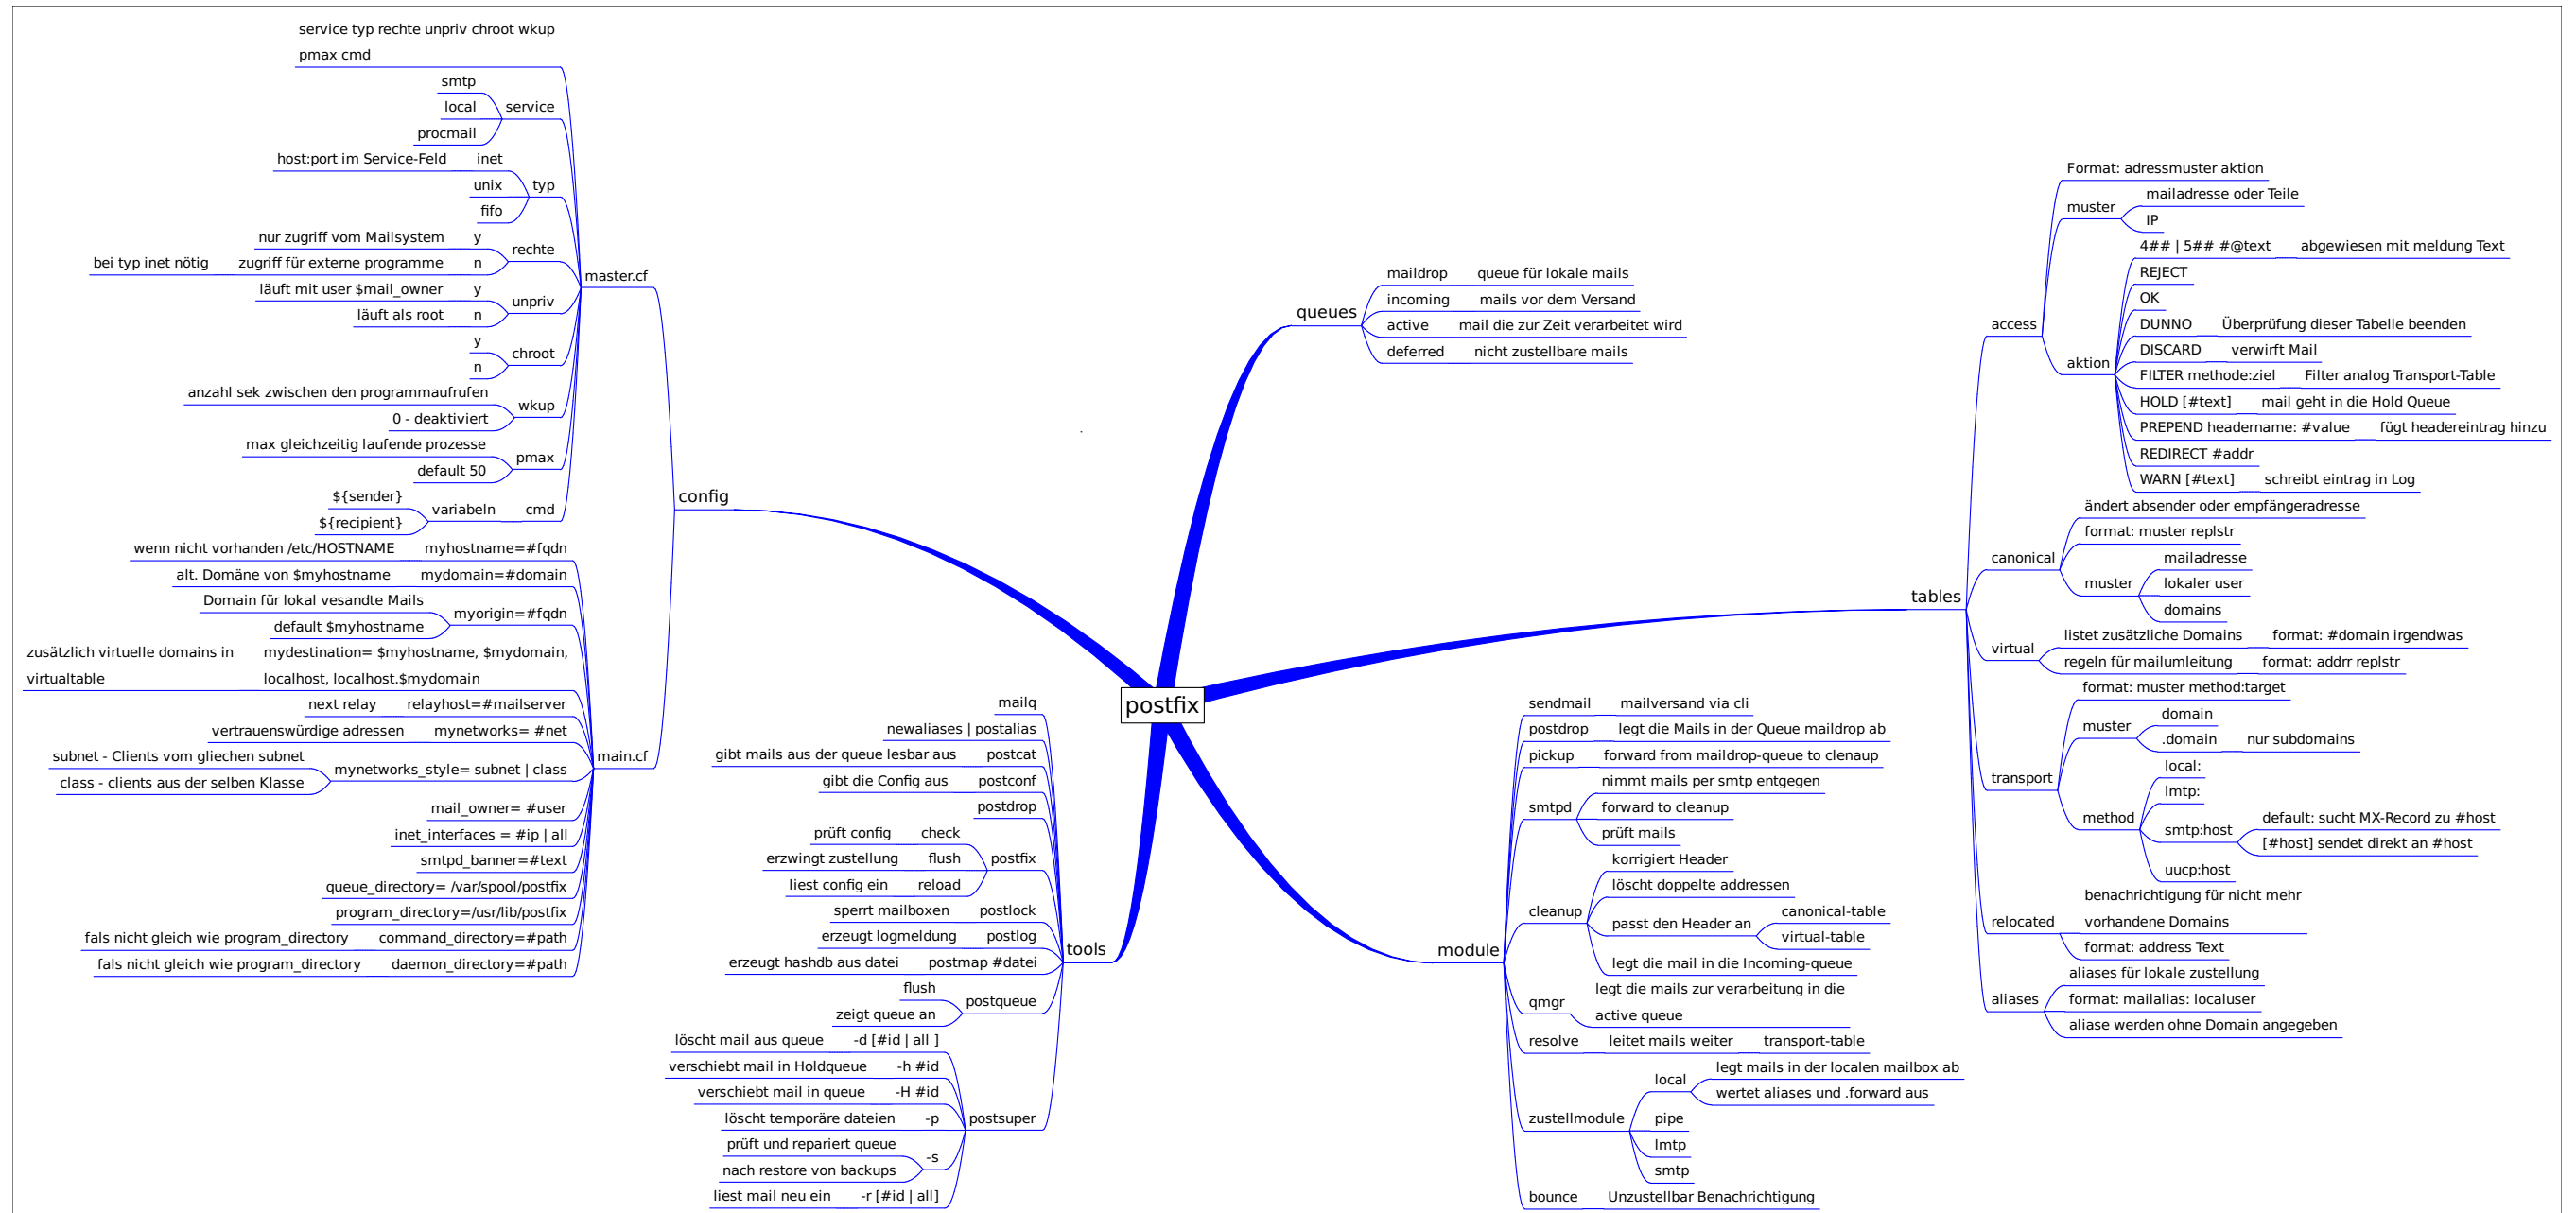 postfix
config
master.cf
service typ rechte unpriv chroot wkup
pmax cmd
service
smtp
local
procmail
typ
inet
host:port im Service-Feld
unix
fifo
rechte
y
nur zugriff vom Mailsystem
n
zugriff für externe programme
bei typ inet nötig
unpriv
y
läuft mit user $mail_owner
n
läuft als root
chroot
y
n
wkup
anzahl sek zwischen den programmaufrufen
0 - deaktiviert
pmax
max gleichzeitig laufende prozesse
default 50
cmd
variabeln
${sender}
${recipient}
main.cf
myhostname=#fqdn
wenn nicht vorhanden /etc/HOSTNAME
mydomain=#domain
alt. Domäne von $myhostname
myorigin=#fqdn
Domain für lokal vesandte Mails
default $myhostname
mydestination= $myhostname, $mydomain,
localhost, localhost.$mydomain
zusätzlich virtuelle domains in
virtualtable
relayhost=#mailserver
next relay
mynetworks= #net
vertrauenswürdige adressen
mynetworks_style= subnet | class
subnet - Clients vom gliechen subnet
class - clients aus der selben Klasse
mail_owner= #user
inet_interfaces = #ip | all
smtpd_banner=#text
queue_directory= /var/spool/postfix
program_directory=/usr/lib/postfix
command_directory=#path
fals nicht gleich wie program_directory
daemon_directory=#path
fals nicht gleich wie program_directory
queues
maildrop
queue für lokale mails
incoming
mails vor dem Versand
active
mail die zur Zeit verarbeitet wird
deferred
nicht zustellbare mails
tools
mailq
newaliases | postalias
postcat
gibt mails aus der queue lesbar aus
postconf
gibt die Config aus
postdrop
postfix
check
prüft config
flush
erzwingt zustellung
reload
liest config ein
postlock
sperrt mailboxen
postlog
erzeugt logmeldung
postmap #datei
erzeugt hashdb aus datei
postqueue
flush
zeigt queue an
postsuper
-d [#id | all ]
löscht mail aus queue
-h #id
verschiebt mail in Holdqueue
-H #id
verschiebt mail in queue
-p
löscht temporäre dateien
-s
prüft und repariert queue
nach restore von backups
-r [#id | all]
liest mail neu ein
module
sendmail
mailversand via cli
postdrop
legt die Mails in der Queue maildrop ab
pickup
forward from maildrop-queue to clenaup
smtpd
nimmt mails per smtp entgegen
forward to cleanup
prüft mails
cleanup
korrigiert Header
löscht doppelte addressen
passt den Header an
canonical-table
virtual-table
legt die mail in die Incoming-queue
qmgr
legt die mails zur verarbeitung in die
active queue
resolve
leitet mails weiter
transport-table
zustellmodule
local
legt mails in der localen mailbox ab
wertet aliases und .forward aus
pipe
lmtp
smtp
bounce
Unzustellbar Benachrichtigung
tables
access
Format: adressmuster aktion
muster
mailadresse oder Teile
IP
aktion
4## | 5## #@text
abgewiesen mit meldung Text
REJECT
OK
DUNNO
Überprüfung dieser Tabelle beenden
DISCARD
verwirft Mail
FILTER methode:ziel
Filter analog Transport-Table
HOLD [#text]
mail geht in die Hold Queue
PREPEND headername: #value
fügt headereintrag hinzu
REDIRECT #addr
WARN [#text]
schreibt eintrag in Log
canonical
ändert absender oder empfängeradresse
format: muster replstr
muster
mailadresse
lokaler user
domains
virtual
listet zusätzliche Domains
format: #domain irgendwas
regeln für mailumleitung
format: addrr replstr
transport
format: muster method:target
muster
domain
.domain
nur subdomains
method
local:
lmtp:
smtp:host
default: sucht MX-Record zu #host
[#host] sendet direkt an #host
uucp:host
relocated
benachrichtigung für nicht mehr
vorhandene Domains
format: address Text
aliases
aliases für lokale zustellung
format: mailalias: localuser
aliase werden ohne Domain angegeben